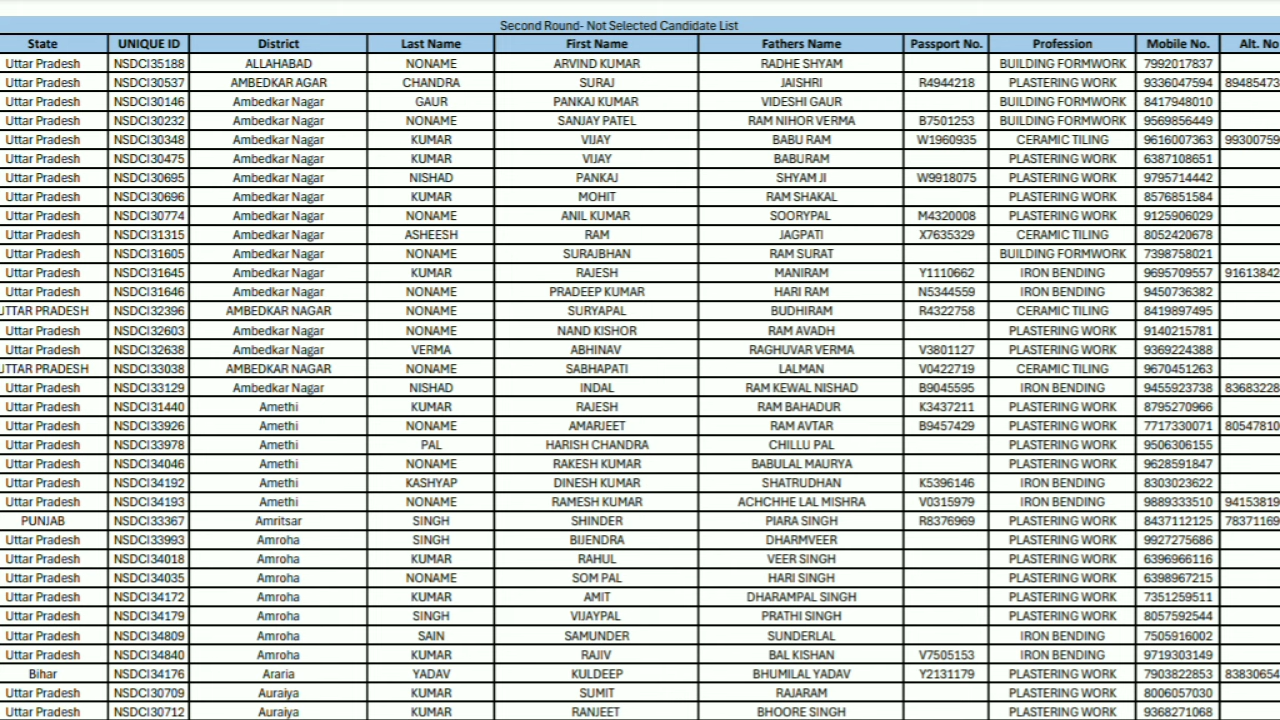 Second Round- Not Selected Candidate List
State UNIQUE ID District Last Name First Name Fathers Name Passport No. Profession Mobile No. Alt. No
Uttar Pradesh NSDCI35188 ALLAHABAD NONAME ARVIND KUMAR RADHE SHYAM BUILDING FORMWORK 7992017837
Uttar Pradesh NSDCI30537 AMBEDKAR AGAR CHANDRA SURAJ JAISHRI R4944218 PLASTERING WORK 9336047594 89485473
Uttar Pradesh NSDCI30146 Ambedkar Nagar GAUR PANKAJ KUMAR VIDESHI GAUR BUILDING FORMWORK 8417948010
Uttar Pradesh NSDCI30232 Ambedkar Nagar NONAME SANJAY PATEL RAM NIHOR VERMA B7501253 BUILDING FORMWORK 9569856449
Uttar Pradesh NSDCI30348 Ambedkar Nagar KUMAR VIJAY BABU RAM W1960935 CERAMIC TILING 9616007363 99300759
Uttar Pradesh NSDCI30475 Ambedkar Nagar KUMAR VIJAY BABURAM PLASTERING WORK 6387108651
Uttar Pradesh NSDCI30695 Ambedkar Nagar NISHAD PANKAJ SHYAM JI W9918075 PLASTERING WORK 9795714442
Uttar Pradesh NSDCI30696 Ambedkar Nagar KUMAR MOHIT RAM SHAKAL PLASTERING WORK 8576851584
Uttar Pradesh NSDCI30774 Ambedkar Nagar NONAME ANIL KUMAR SOORYPAL M4320008 PLASTERING WORK 9125906029
Uttar Pradesh NSDCI31315 Ambedkar Nagar ASHEESH RAM JAGPATI X7635329 CERAMIC TILING 8052420678
Uttar Pradesh NSDCI31605 Ambedkar Nagar NONAME SURAJBHAN RAM SURAT BUILDING FORMWORK 7398758021
Uttar Pradesh NSDCI31645 Ambedkar Nagar KUMAR RAJESH MANIRAM Y1110662 IRON BENDING 9695709557 91613842
Uttar Pradesh NSDCI31646 Ambedkar Nagar NONAME PRADEEP KUMAR HARI RAM N5344559 IRON BENDING 9450736382
UTTAR PRADESH NSDCI32396 AMBEDKAR NAGAR NONAME SURYAPAL BUDHIRAM R4322758 CERAMIC TILING 8419897495
Uttar Pradesh NSDCI32603 Ambedkar Nagar NONAME NAND KISHOR RAM AVADH PLASTERING WORK 9140215781
Uttar Pradesh NSDCI32638 Ambedkar Nagar VERMA ABHINAV RAGHUVAR VERMA V3801127 PLASTERING WORK 9369224388
UTTAR PRADESH NSDCI33038 AMBEDKAR NAGAR NONAME SABHAPATI LALMAN V0422719 CERAMIC TILING 9670451263
Uttar Pradesh NSDCI33129 Ambedkar Nagar NISHAD INDAL RAM KEWAL NISHAD B9045595 IRON BENDING 9455923738 83683228
Uttar Pradesh NSDCI31440 Amethi KUMAR RAJESH RAM BAHADUR K3437211 PLASTERING WORK 8795270966
Uttar Pradesh NSDCI33926 Amethi NONAME AMARJEET RAM AVTAR B9457429 PLASTERING WORK 7717330071 80547810
Uttar Pradesh NSDCI33978 Amethi PAL HARISH CHANDRA CHILLU PAL PLASTERING WORK 9506306155
Uttar Pradesh NSDCI34046 Amethi NONAME RAKESH KUMAR BABULAL MAURYA PLASTERING WORK 9628591847
Uttar Pradesh NSDCI34192 Amethi KASHYAP DINESH KUMAR SHATRUDHAN K5396146 IRON BENDING 8303023622
Uttar Pradesh NSDCI34193 Amethi NONAME RAMESH KUMAR ACHCHHE LAL MISHRA V0315979 IRON BENDING 9889333510 94153819
PUNJAB NSDCI33367 Amritsar SINGH SHINDER PIARA SINGH R8376969 PLASTERING WORK 8437112125 78371169
Uttar Pradesh NSDCI33993 Amroha SINGH BIJENDRA DHARMVEER PLASTERING WORK 9927275686
Uttar Pradesh NSDCI34018 Amroha KUMAR RAHUL VEER SINGH PLASTERING WORK 6396966116
Uttar Pradesh NSDCI34035 Amroha NONAME SOM PAL HARI SINGH PLASTERING WORK 6398967215
Uttar Pradesh NSDCI34172 Amroha KUMAR AMIT DHARAMPAL SINGH PLASTERING WORK 7351259511
Uttar Pradesh NSDCI34179 Amroha SINGH VIJAYPAL PRATHI SINGH PLASTERING WORK 8057592544
Uttar Pradesh NSDCI34809 Amroha SAIN SAMUNDER SUNDERLAL IRON BENDING 7505916002
Uttar Pradesh NSDCI34840 Amroha KUMAR RAJIV BAL KISHAN V7505153 IRON BENDING 9719303149
Bihar NSDCI34176 Araria YADAV KULDEEP BHUMILAL YADAV Y2131179 PLASTERING WORK 7903822853 83830654
Uttar Pradesh NSDCI30709 Auraiya KUMAR SUMIT RAJARAM PLASTERING WORK 8006057030
Uttar Pradesh NSDCI30712 Auraiya KUMAR RANJEET BHOORE SINGH PLASTERING WORK 9368271068